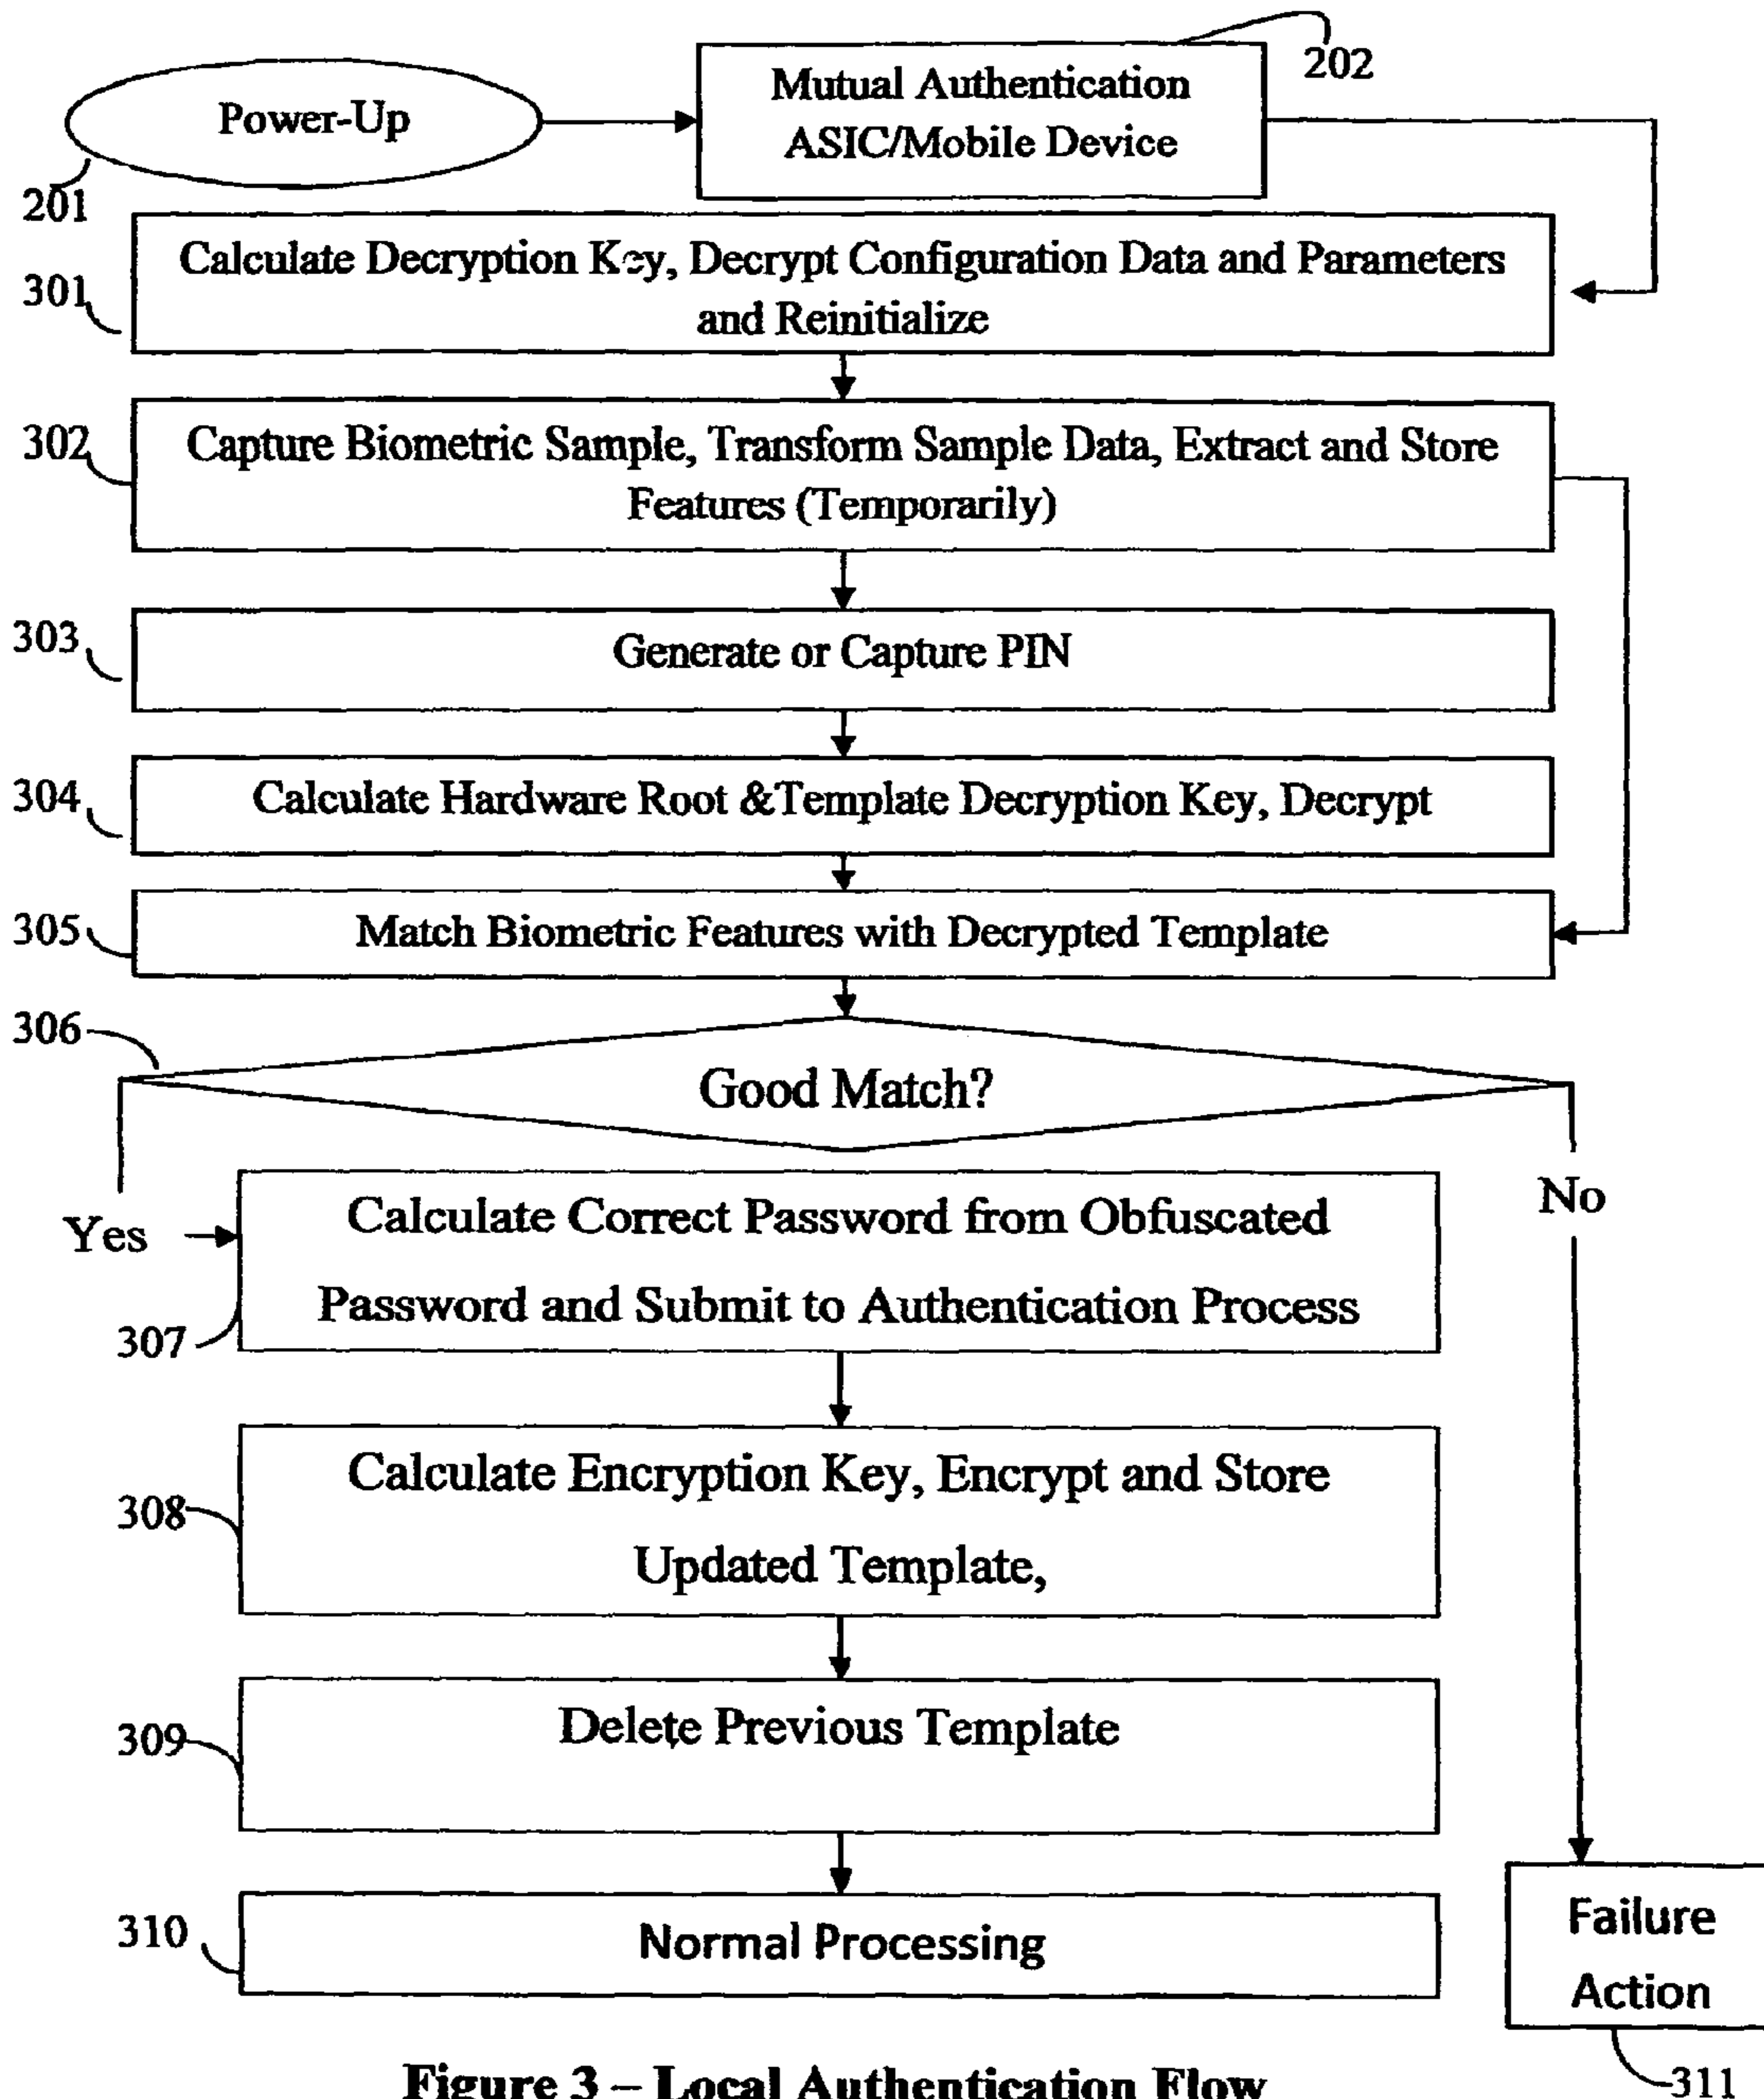 202
Power-Up
Mutual Authentication
ASIC/Mobile Device
201
301
Calculate Decryption Key, Decrypt Configuration Data and Parameters
and Reinitialize
302
Capture Biometric Sample, Transform Sample Data, Extract and Store
Features (Temporarily)
303
Generate or Capture PIN
304
Calculate Hardware Root &Template Decryption Key, Decrypt
305
Match Biometric Features with Decrypted Template
306
Good Match?
Yes
No
Calculate Correct Password from Obfuscated
Password and Submit to Authentication Process
307
308
Calculate Encryption Key, Encrypt and Store
Updated Template,
309
Delete Previous Template
310
Normal Processing
Failure
Action
311
Figure 3 – Local Authentication Flow